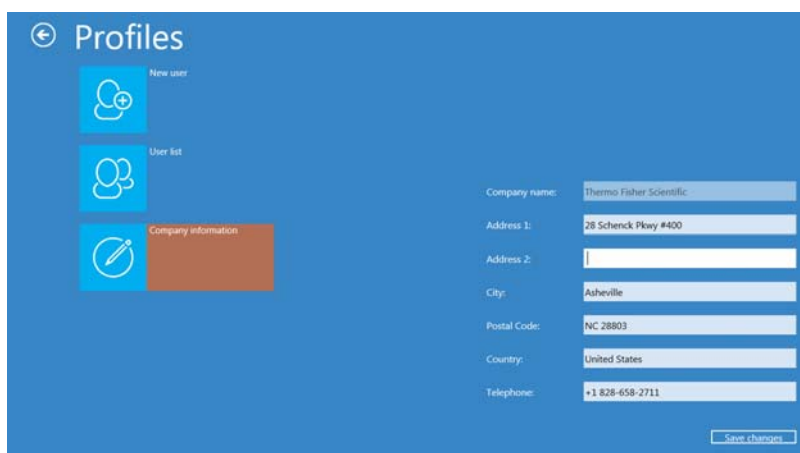 Profiles
New user
User list
Company information
Company name: Thermo Fisher Scientific
Address 1: 28 Schenck Pkwy #400
Address 2:
City: Asheville
Postal Code: NC 28803
Country: United States
Telephone: +1 828-658-2711
Save changes